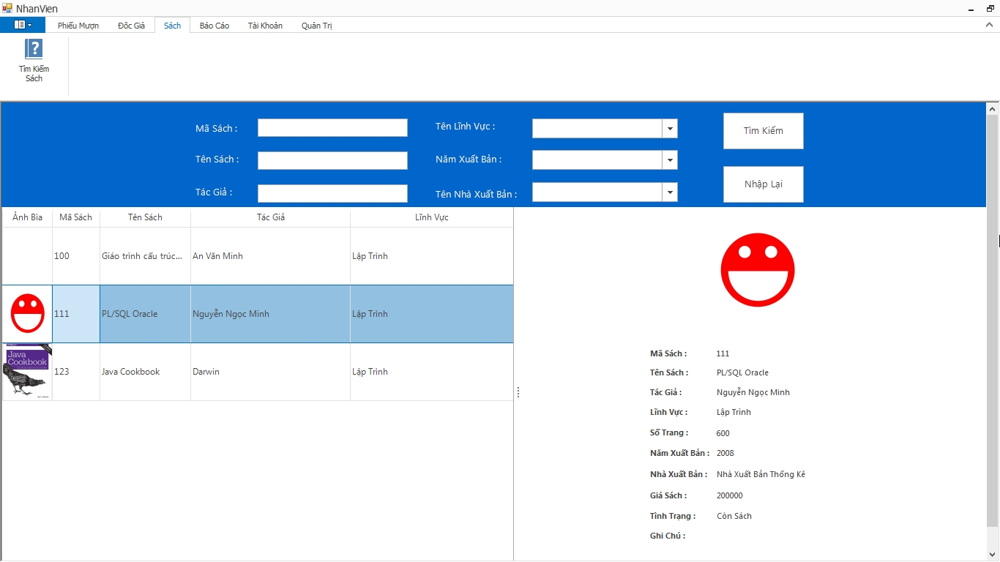 NhanVien
Phiếu Mượn Đôc Giả Sách Báo Cáo Tài Khoản Quản Trị
Tìm Kiếm
Sách
Mã Sách :
Tên Lĩnh Vực :
Tìm Kiếm
Tên Sách :
Năm Xuất Bản :
Tác Giả :
Tên Nhà Xuất Bản :
Nhập Lại
Ảnh Bìa Mã Sách Tên Sách Tác Giả Lĩnh Vực
100 Giáo trình cấu trúc... An Văn Minh Lập Trình
111 PL/SQL Oracle Nguyễn Ngọc Minh Lập Trình
Java
Cookbook
123 Java Cookbook Darwin Lập Trình
Mã Sách : 111
Tên Sách : PL/SQL Oracle
Tác Giả : Nguyễn Ngọc Minh
Lĩnh Vực : Lập Trình
Số Trang : 600
Năm Xuất Bản : 2008
Nhà Xuất Bản : Nhà Xuất Bản Thống Kê
Giá Sách : 200000
Tình Trạng : Còn Sách
Ghi Chú :